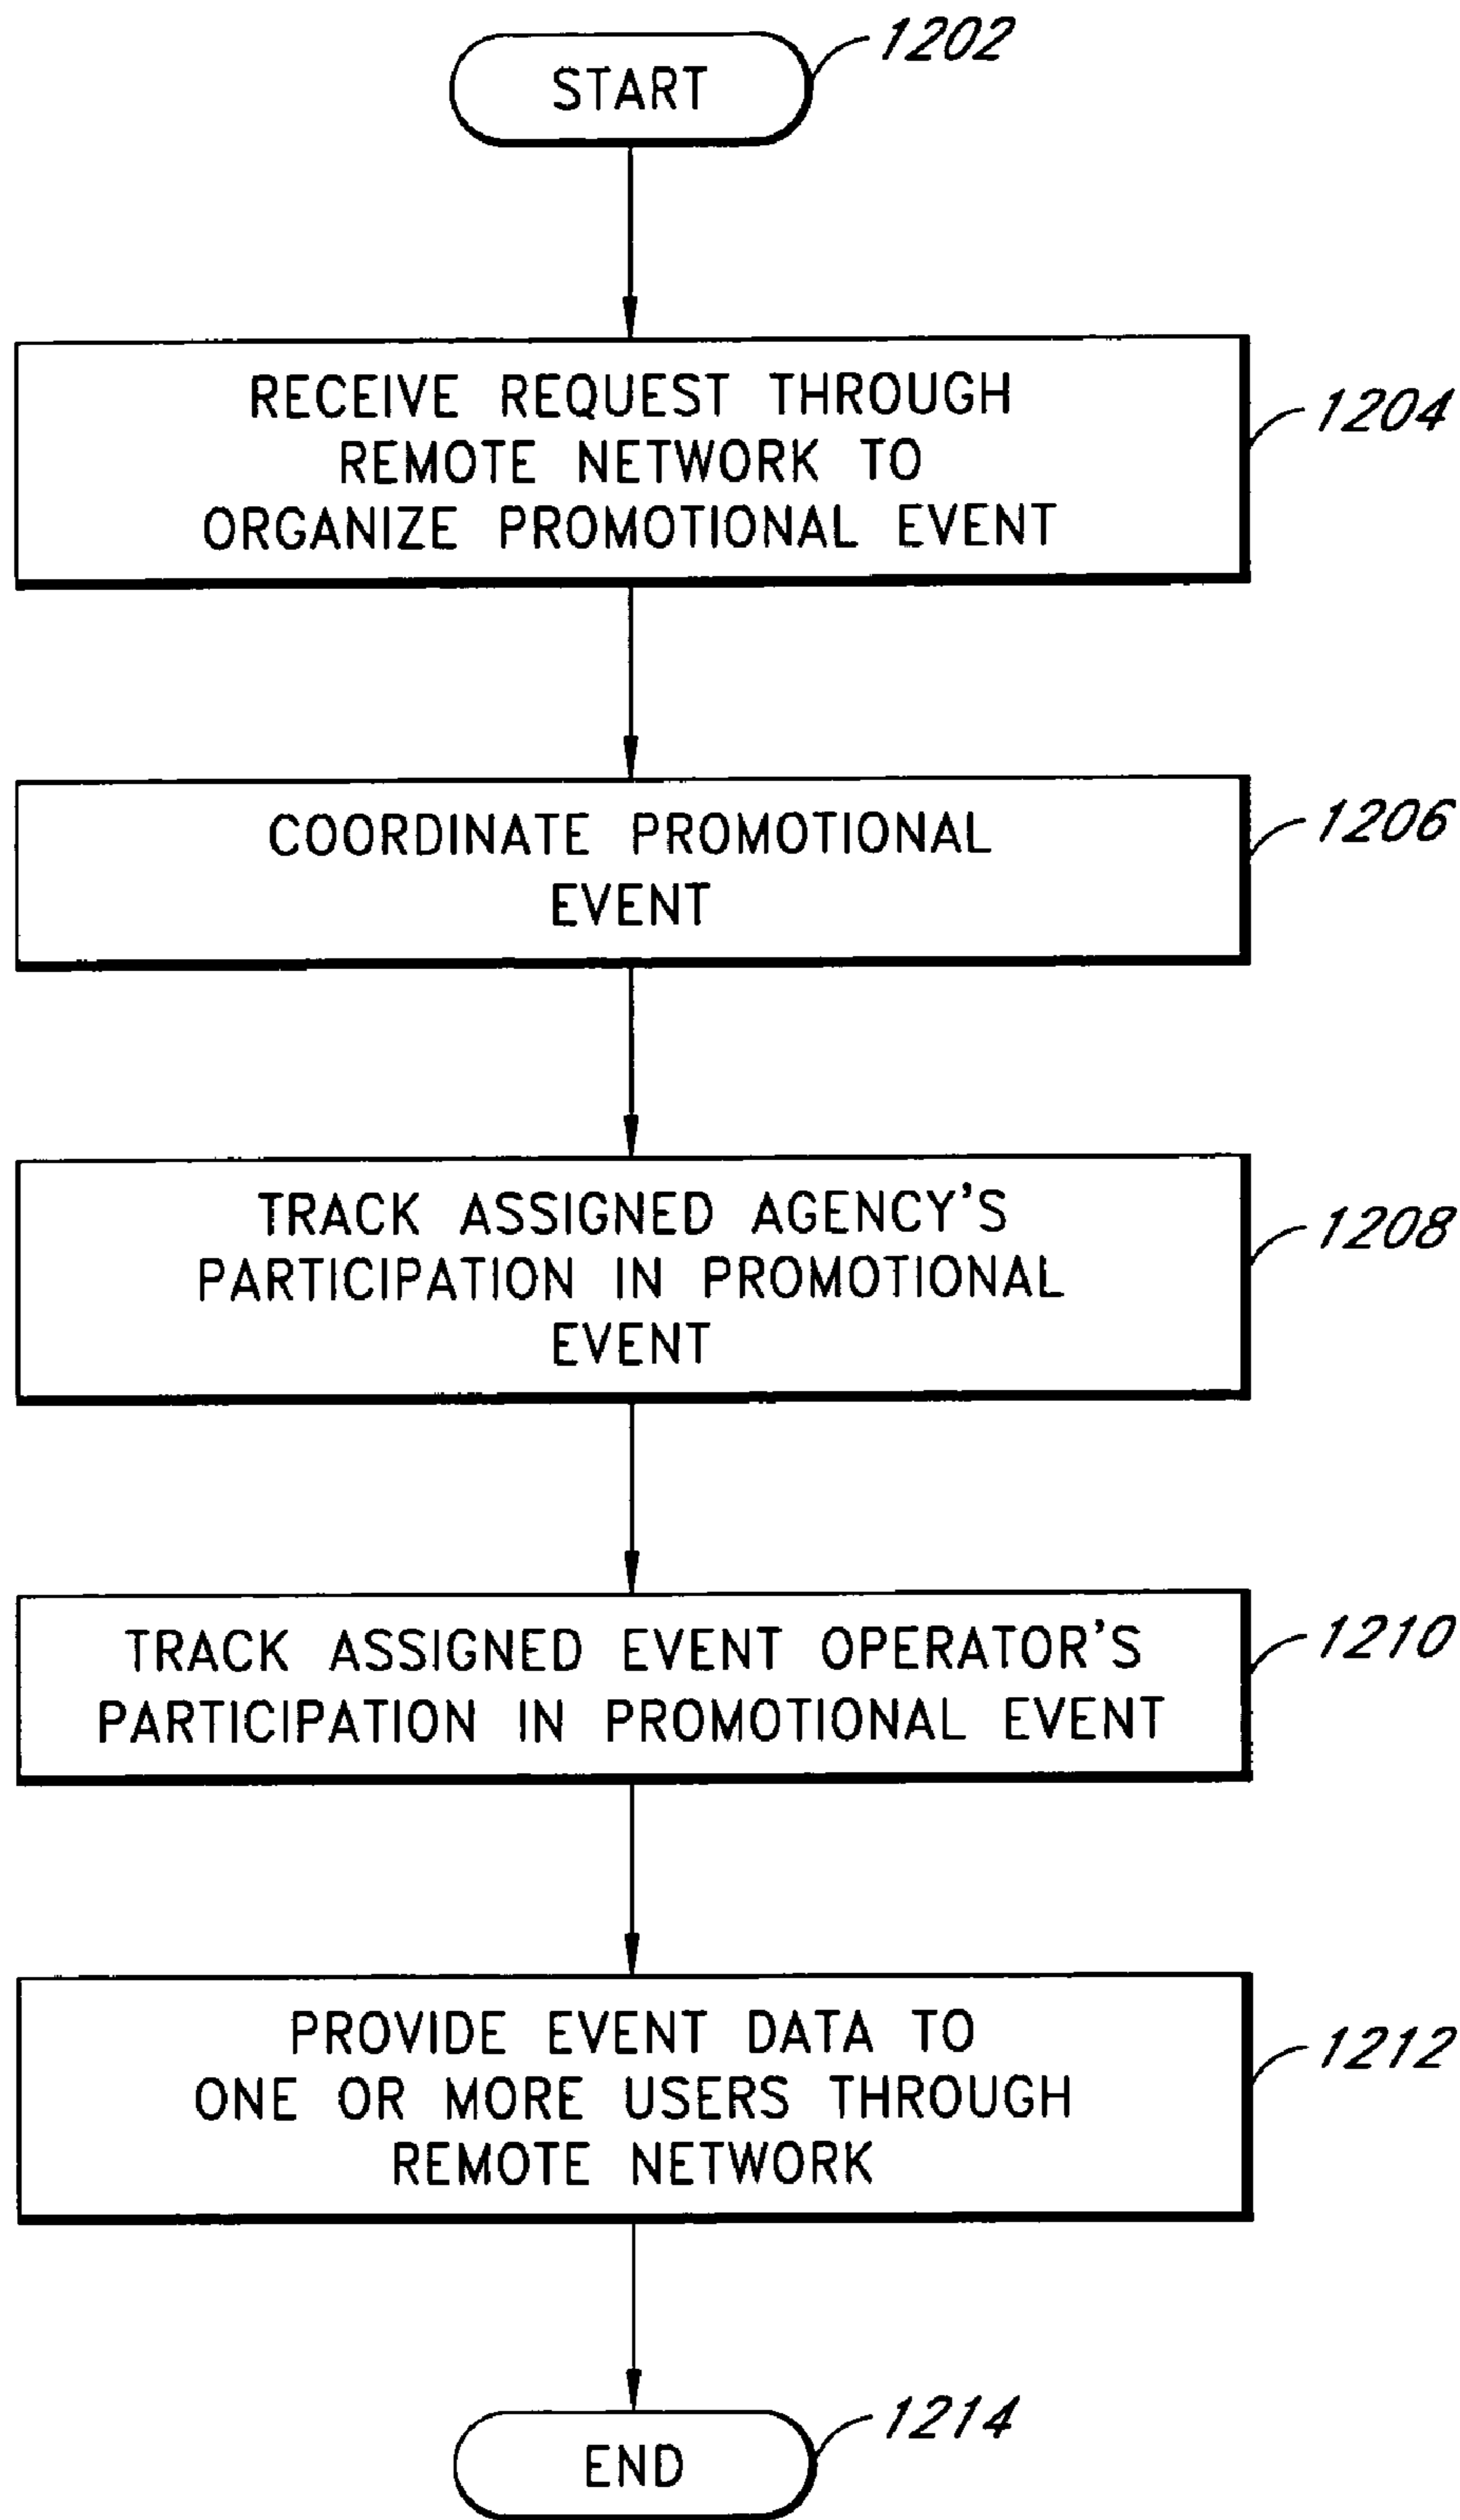 START
1202
RECEIVE REQUEST THROUGH
REMOTE NETWORK TO
ORGANIZE PROMOTIONAL EVENT
1204
COORDINATE PROMOTIONAL
EVENT
1206
TRACK ASSIGNED AGENCY'S
PARTICIPATION IN PROMOTIONAL
EVENT
1208
TRACK ASSIGNED EVENT OPERATOR'S
PARTICIPATION IN PROMOTIONAL EVENT
1210
PROVIDE EVENT DATA TO
ONE OR MORE USERS THROUGH
REMOTE NETWORK
1212
END
1214